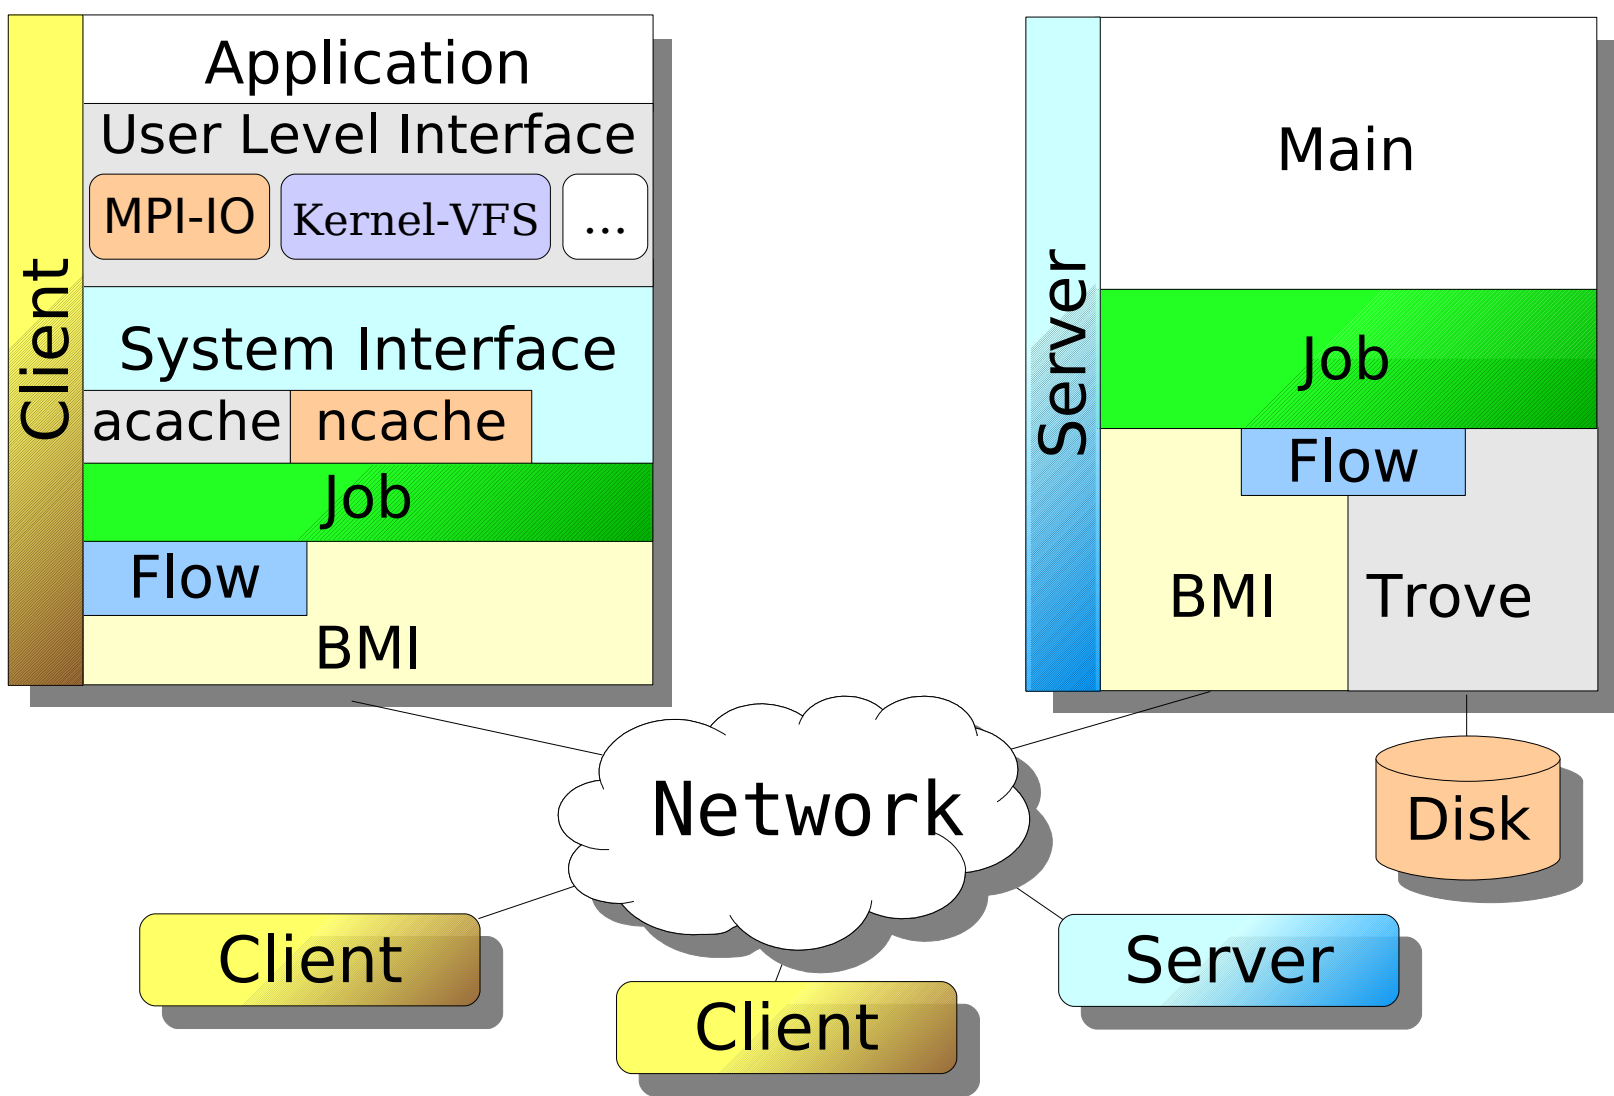 Client
Application
User Level Interface
MPI-IO
Kernel-VFS
...
System Interface
acache
ncache
Job
Flow
BMI
Server
Main
Job
Flow
BMI
Trove
Network
Disk
Client
Client
Server